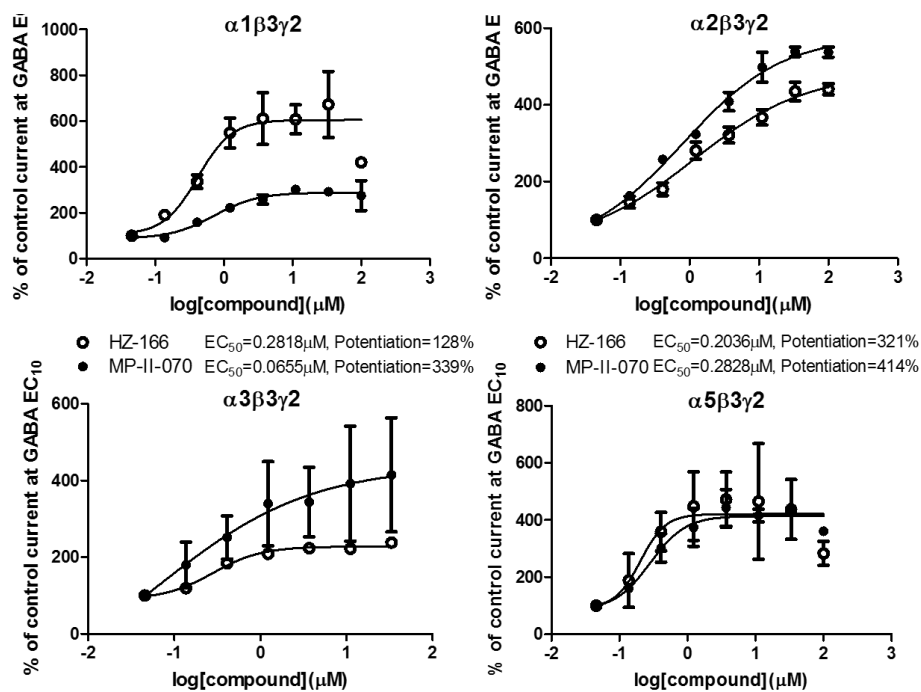 α1β3γ2
% of control current at GABA E
1000
800
600
400
200
0
-2
-1
0
1
2
3
log[compound](μM)
α2β3γ2
% of control current at GABA E
600
400
200
0
-2
-1
0
1
2
3
log[compound](μM)
HZ-166 EC50=0.2818μM, Potentiation=128%
MP-II-070 EC50=0.0655μM, Potentiation=339%
HZ-166 EC50=0.2036μM, Potentiation=321%
MP-II-070 EC50=0.2828μM, Potentiation=414%
α3β3γ2
% of control current at GABA EC10
600
400
200
0
-2
-1
0
1
2
log[compound](μM)
α5β3γ2
% of control current at GABA EC10
800
600
400
200
0
-2
-1
0
1
2
3
log[compound] (μM)